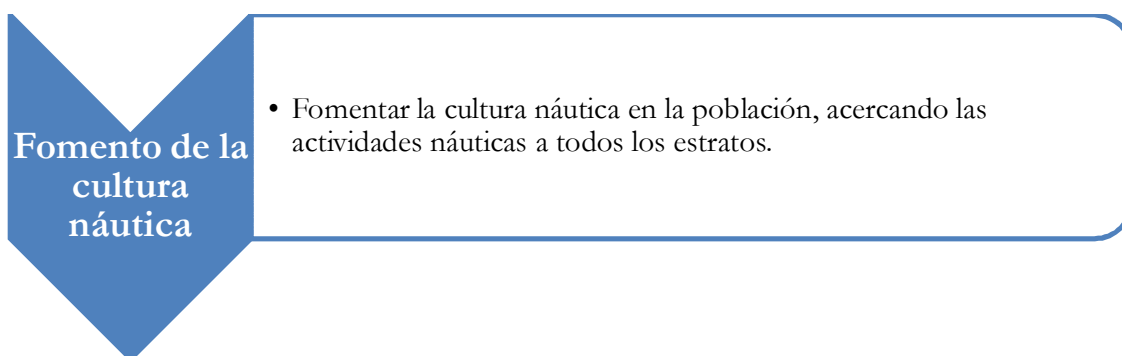 Fomento de la
cultura
náutica
• Fomentar la cultura náutica en la población, acercando las
actividades náuticas a todos los estratos.